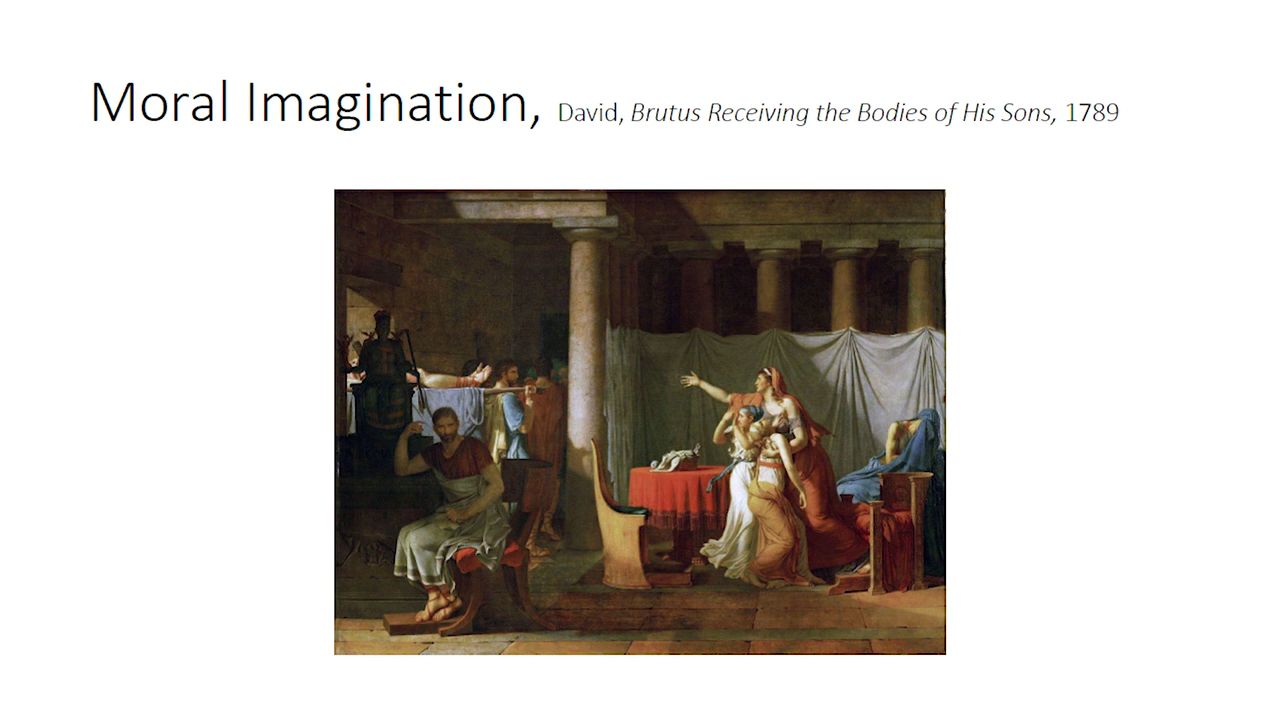 Moral Imagination, David, Brutus Receiving the Bodies of His Sons, 1789